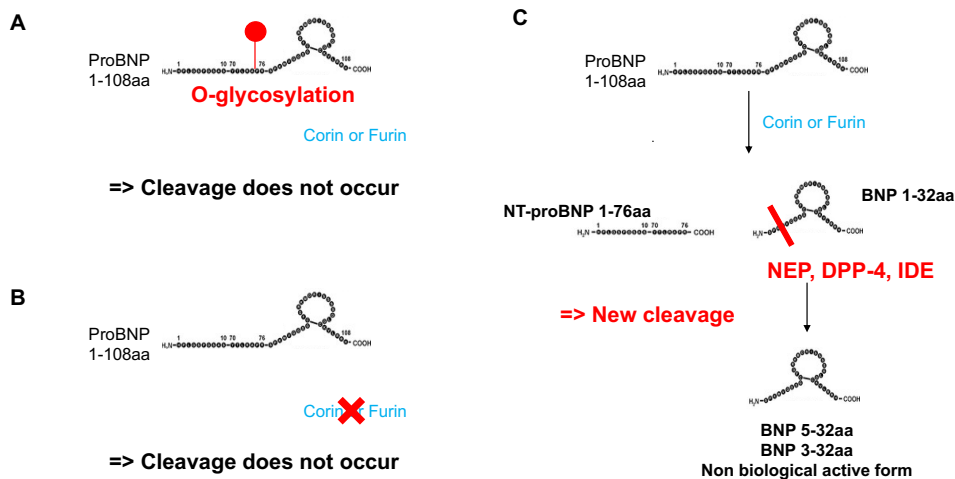 A
ProBNP
1-108aa
H₂N
1
10 70
76
108
COOH
O-glycosylation
Corin or Furin
=> Cleavage does not occur
B
ProBNP
1-108aa
H₂N
1
10 70
76
108
COOH
Corin or Furin
=> Cleavage does not occur
C
ProBNP
1-108aa
H₂N
1
10 70
76
108
COOH
Corin or Furin
NT-proBNP 1-76aa
H₂N
1
10 70
76
COOH
BNP 1-32aa
H₂N
COOH
NEP, DPP-4, IDE
=> New cleavage
H₂N
COOH
BNP 5-32aa
BNP 3-32aa
Non biological active form